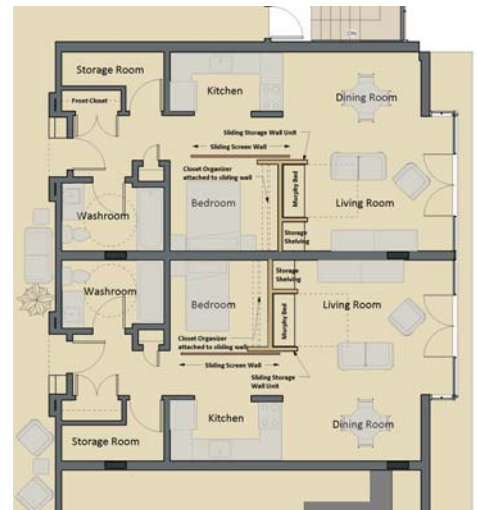 DN
Storage Room
Kitchen
Dining Room
Front Closet
Sliding Storage Wall Unit
Sliding Screen Wall
Closet Organizer
attached to sliding wall
Murphy Bed
Washroom
Bedroom
Living Room
Storage
Shelving
Washroom
Bedroom
Storage
Shelving
Living Room
Murphy Bed
Closet Organizer
attached to sliding wall
Sliding Screen Wall
Sliding Storage
Wall Unit
Kitchen
Storage Room
Dining Room